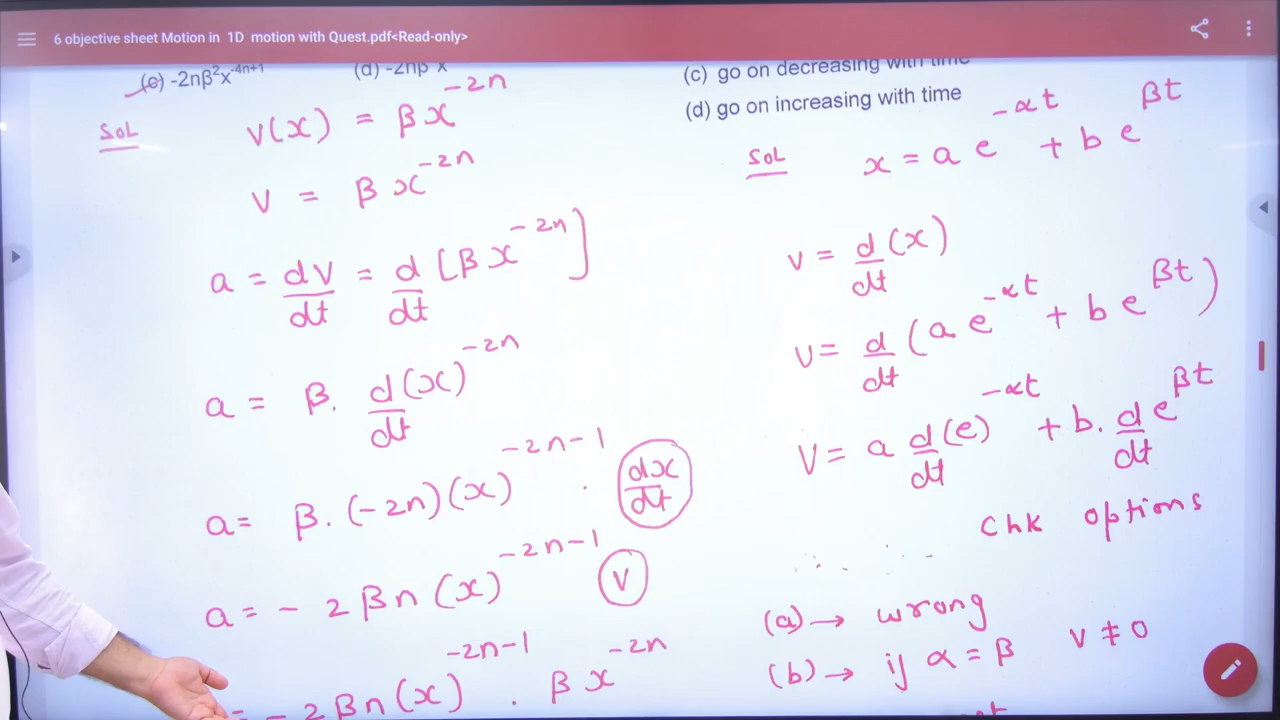 6 objective sheet Motion in 1D motion with Quest.pdf<Read-only>
(c) -2nβ²x⁻⁴ⁿ⁺¹ (d) -2nβ²x
Sol V(x) = βx⁻²ⁿ
V = βx⁻²ⁿ
a = dV/dt = d/dt [βx⁻²ⁿ]
a = β. d/dt (x)⁻²ⁿ
a = β.(-2n)(x)⁻²ⁿ⁻¹ . dx/dt
a = - 2βn(x)⁻²ⁿ⁻¹ V
= - 2βn(x)⁻²ⁿ⁻¹ . βx⁻²ⁿ
(c) go on decreasing with time
(d) go on increasing with time
Sol x = a e^-αt + b e^βt
v = d/dt (x)
v = d/dt (a e^-αt + b e^βt)
V = a d/dt (e)^-αt + b. d/dt e^βt
Chk options
(a) → wrong
(b) → if α = β V ≠ 0